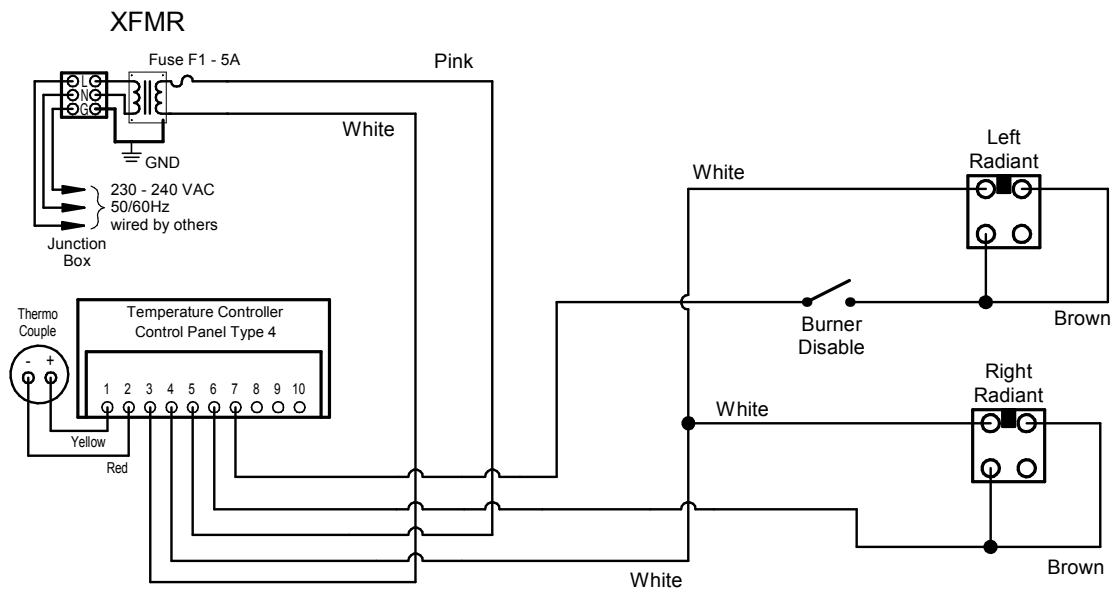 XFMR
Fuse F1 - 5A
Pink
L
N
G
White
GND
230 - 240 VAC
50/60Hz
wired by others
Junction
Box
Left
Radiant
White
Thermo
Couple
- +
Temperature Controller
Control Panel Type 4
1 2 3 4 5 6 7 8 9 10
Yellow
Red
Burner
Disable
Brown
Right
Radiant
White
Brown
White